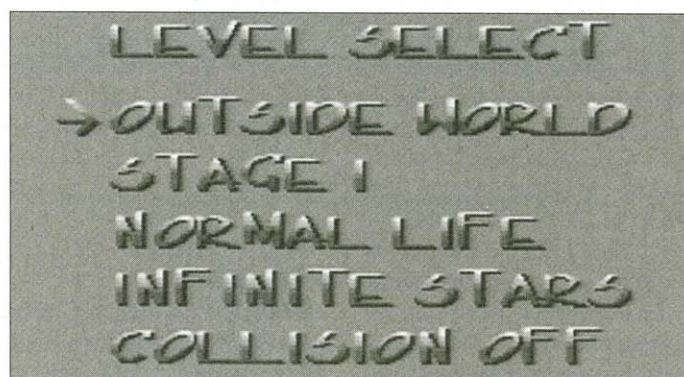 LEVEL SELECT
→ OUTSIDE WORLD
STAGE 1
NORMAL LIFE
INFINITE STARS
COLLISION OFF